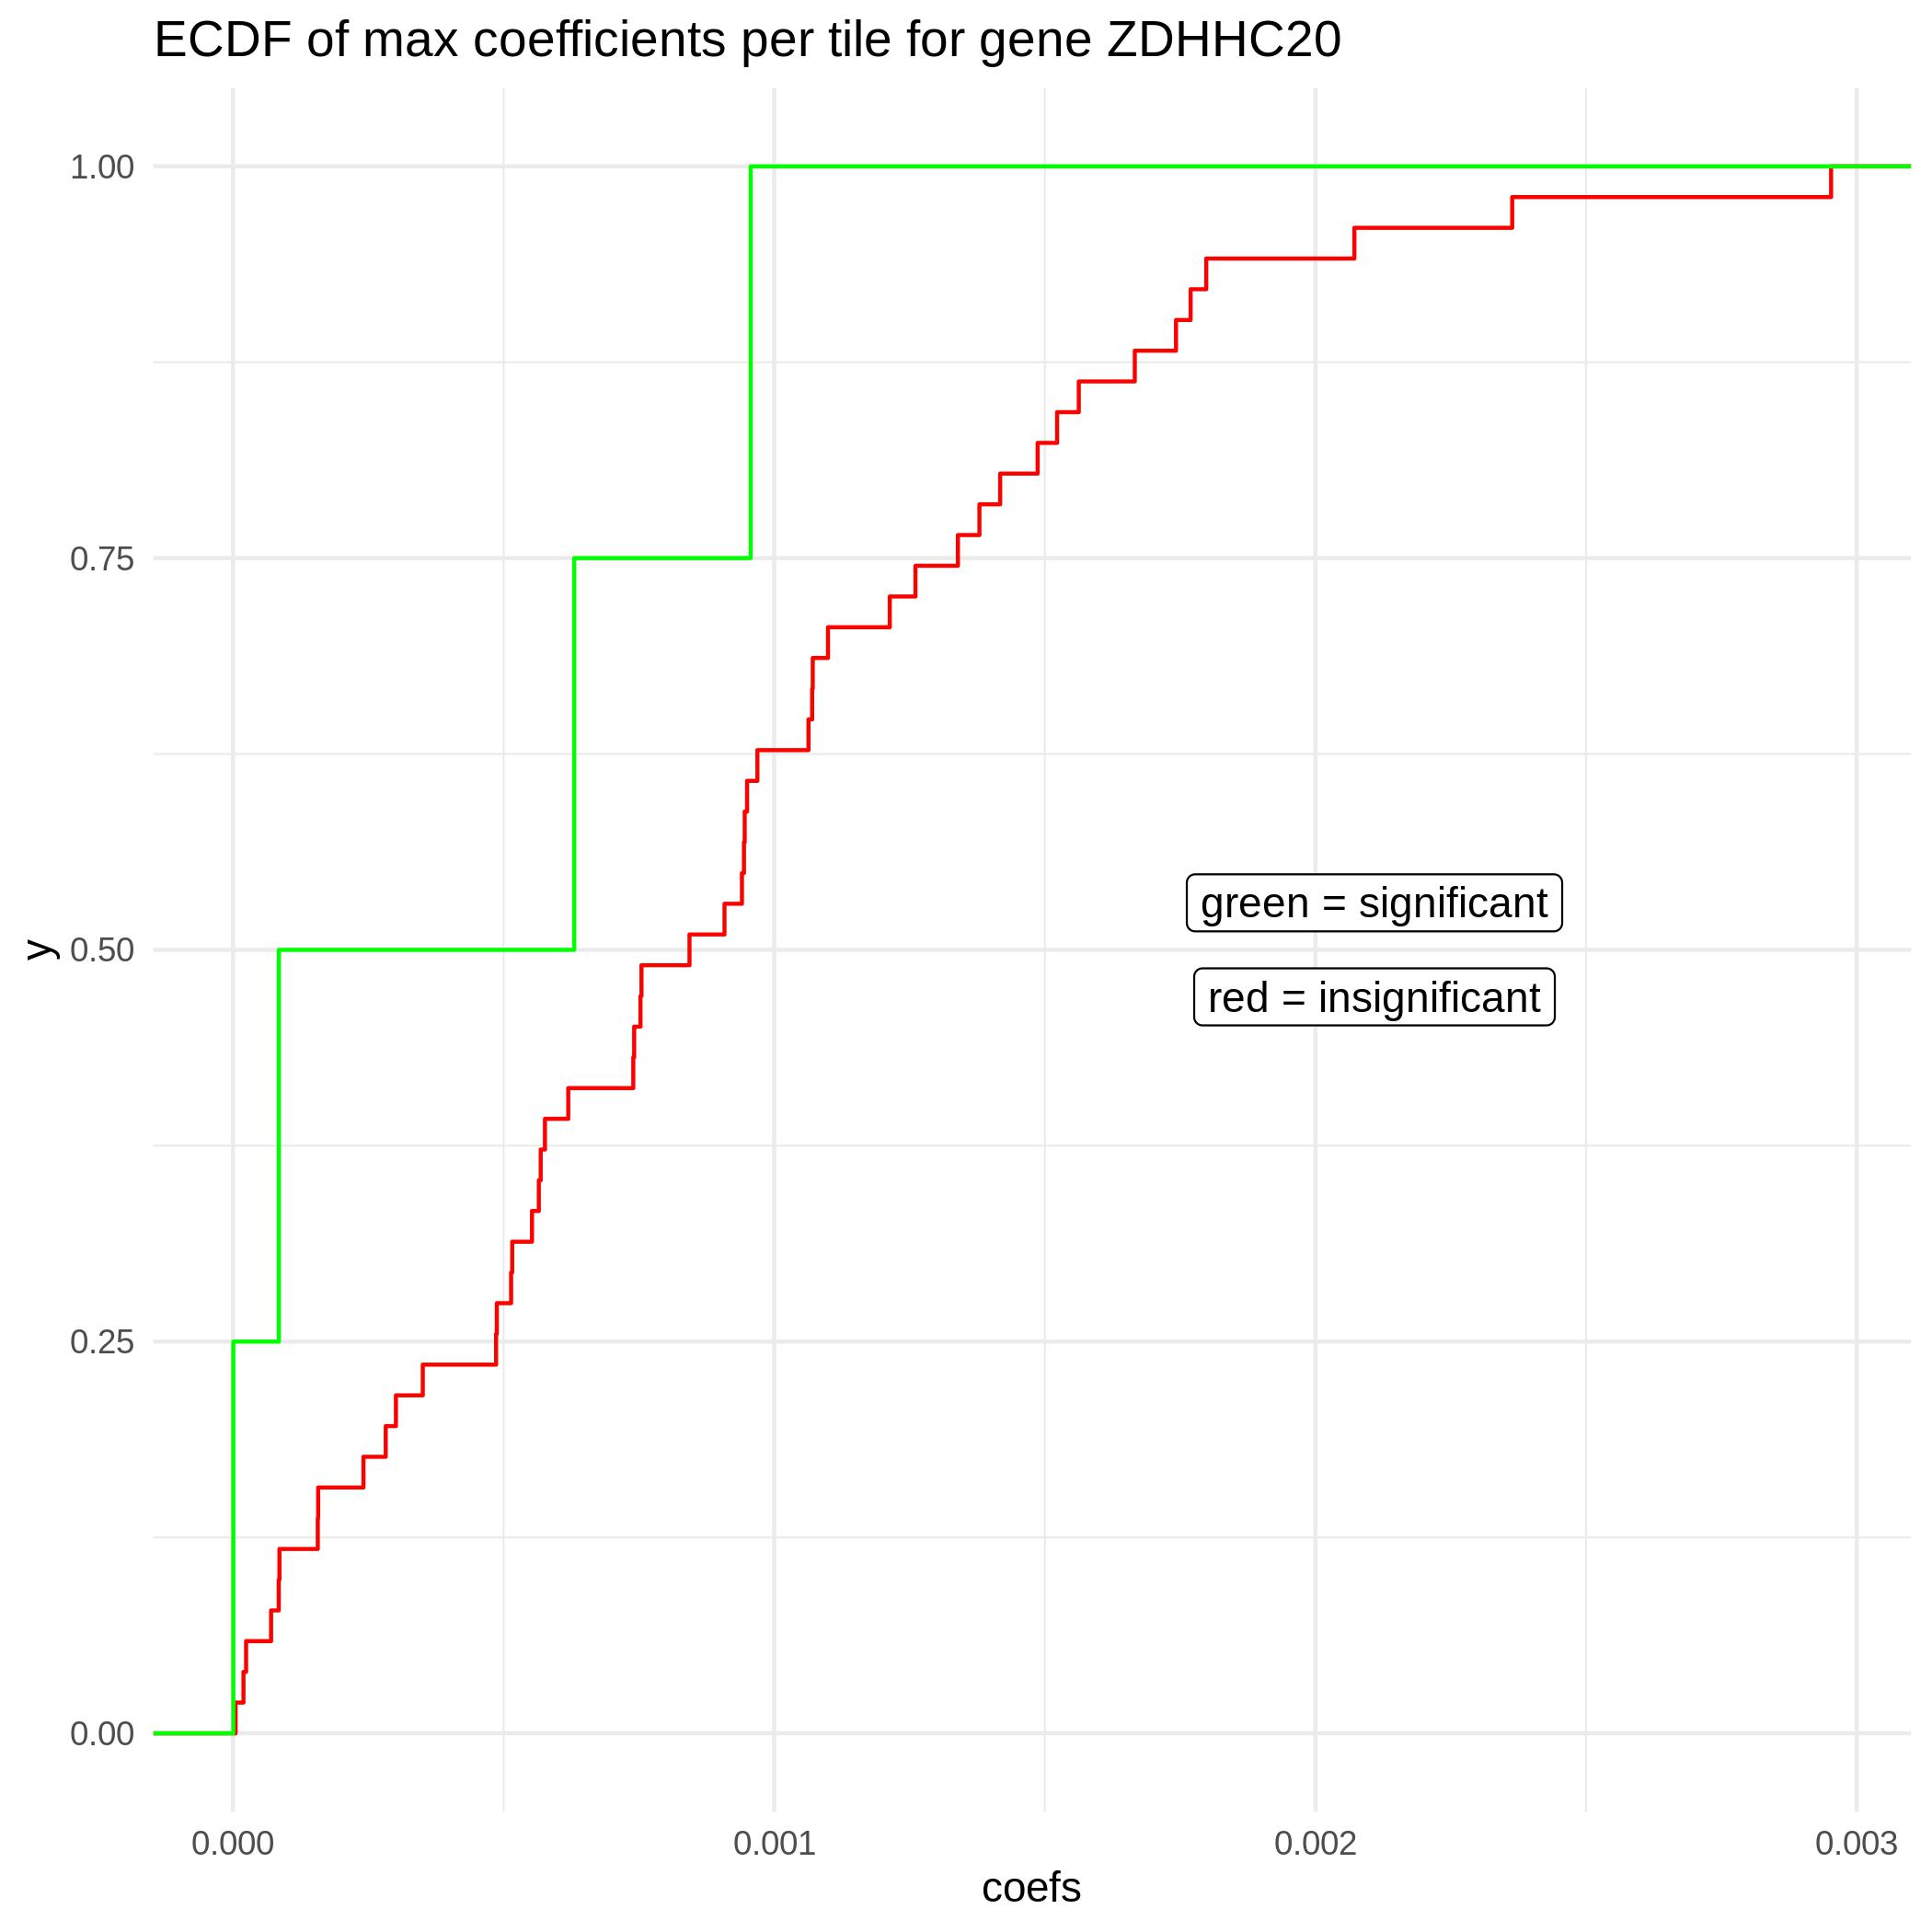 ECDF of max coefficients per tile for gene ZDHHC20
1.00
0.75
0.50
0.25
0.00
y
green = significant
red = insignificant
0.000
0.001
0.002
0.003
coefs